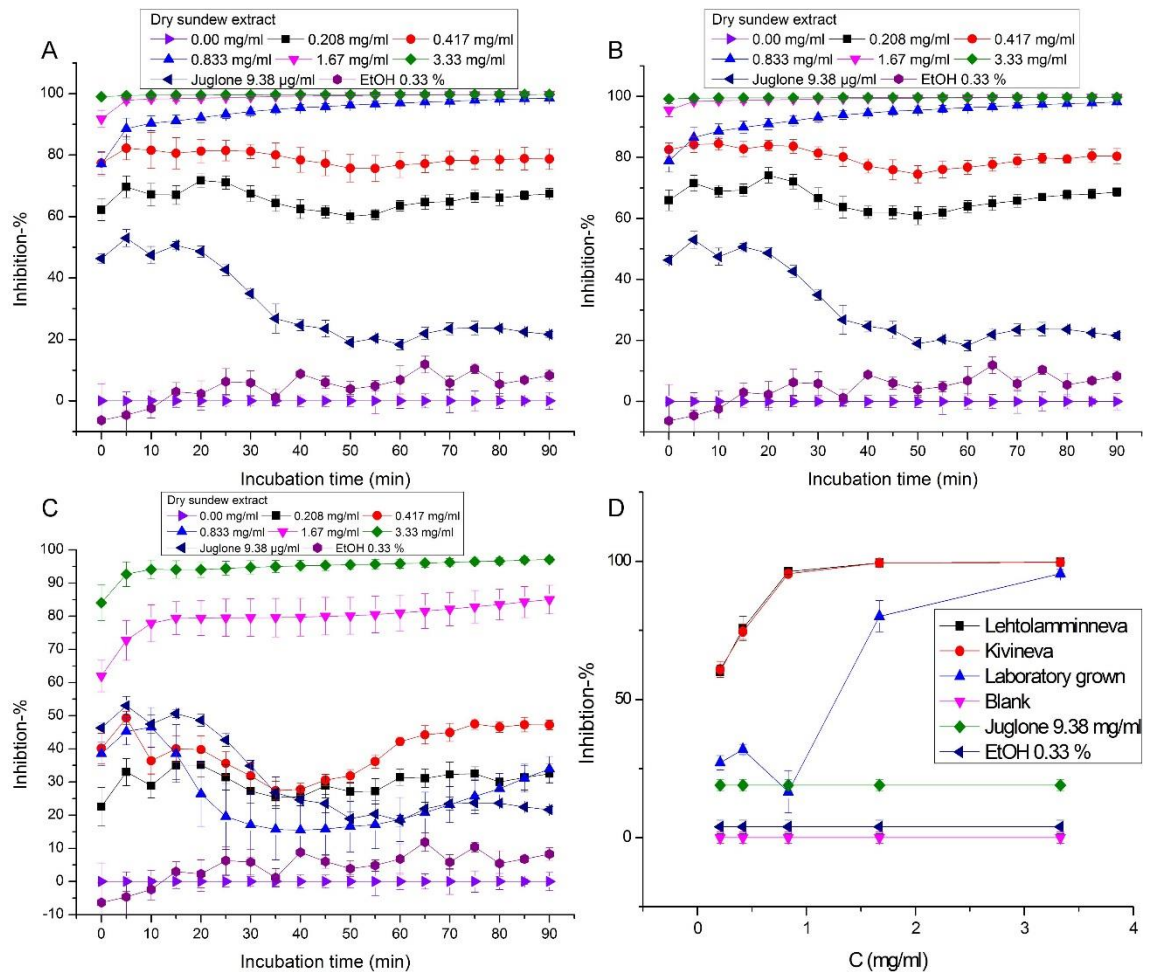 A
Dry sundew extract
0.00 mg/ml 0.208 mg/ml 0.417 mg/ml
0.833 mg/ml 1.67 mg/ml 3.33 mg/ml
Juglone 9.38 µg/ml EtOH 0.33 %
100
80
60
40
20
0
Inhibition-%
0 10 20 30 40 50 60 70 80 90
Incubation time (min)
B
Dry sundew extract
0.00 mg/ml 0.208 mg/ml 0.417 mg/ml
0.833 mg/ml 1.67 mg/ml 3.33 mg/ml
Juglone 9.38 µg/ml EtOH 0.33 %
100
80
60
40
20
0
Inhibition-%
0 10 20 30 40 50 60 70 80 90
Incubation time (min)
C
Dry sundew extract
0.00 mg/ml 0.208 mg/ml 0.417 mg/ml
0.833 mg/ml 1.67 mg/ml 3.33 mg/ml
Juglone 9.38 µg/ml EtOH 0.33 %
100
90
80
70
60
50
40
30
20
10
0
-10
Inhibition-%
0 10 20 30 40 50 60 70 80 90
Incubation time (min)
D
100
50
0
Inhibtion-%
Lehtolamminneva
Kivineva
Laboratory grown
Blank
Juglone 9.38 mg/ml
EtOH 0.33 %
0 1 2 3 4
C (mg/ml)